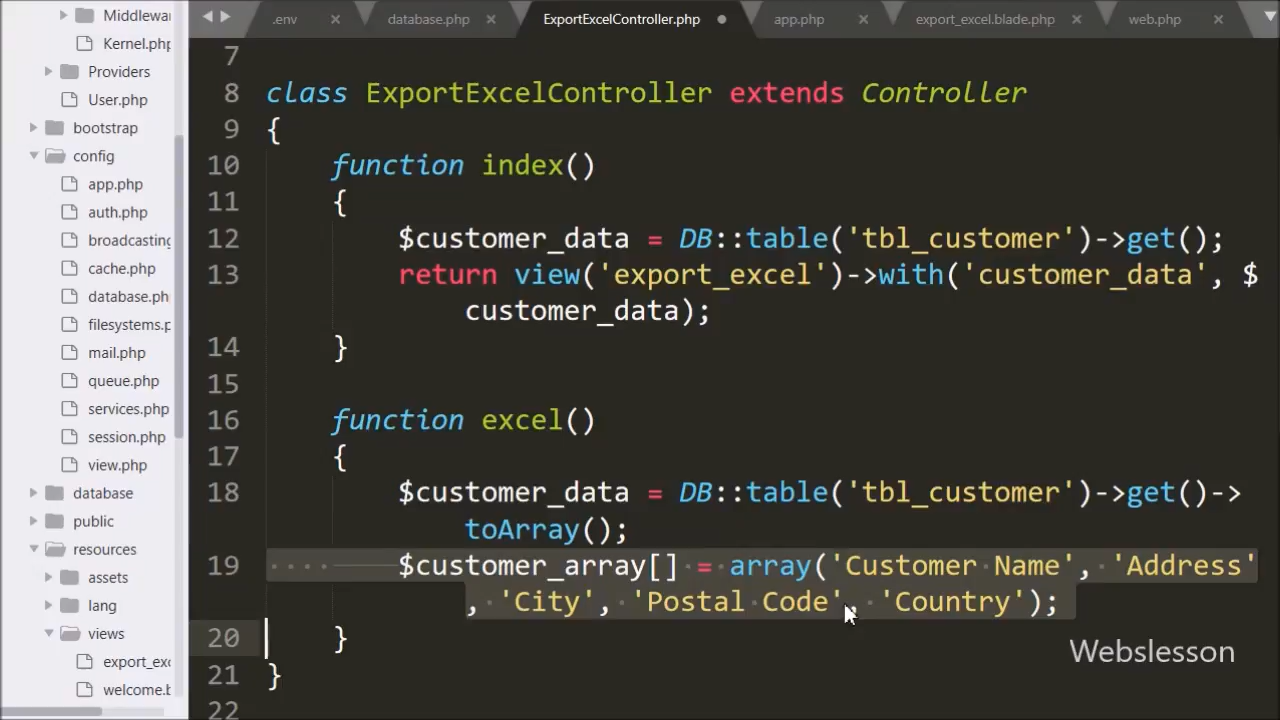 .env
database.php
ExportExcelController.php
app.php
export_excel.blade.php
web.php
Middlewar
Kernel.php
Providers
User.php
bootstrap
config
app.php
auth.php
broadcasting
cache.php
database.ph
filesystems.p
mail.php
queue.php
services.php
session.php
view.php
database
public
resources
assets
lang
views
export_exc
welcome.b
7
8 class ExportExcelController extends Controller
9 {
10 function index()
11 {
12 $customer_data = DB::table('tbl_customer')->get();
13 return view('export_excel')->with('customer_data', $
customer_data);
14 }
15
16 function excel()
17 {
18 $customer_data = DB::table('tbl_customer')->get()->
toArray();
19 $customer_array[] = array('Customer Name', 'Address'
, 'City', 'Postal Code', 'Country');
20 }
21 }
22
Webslesson